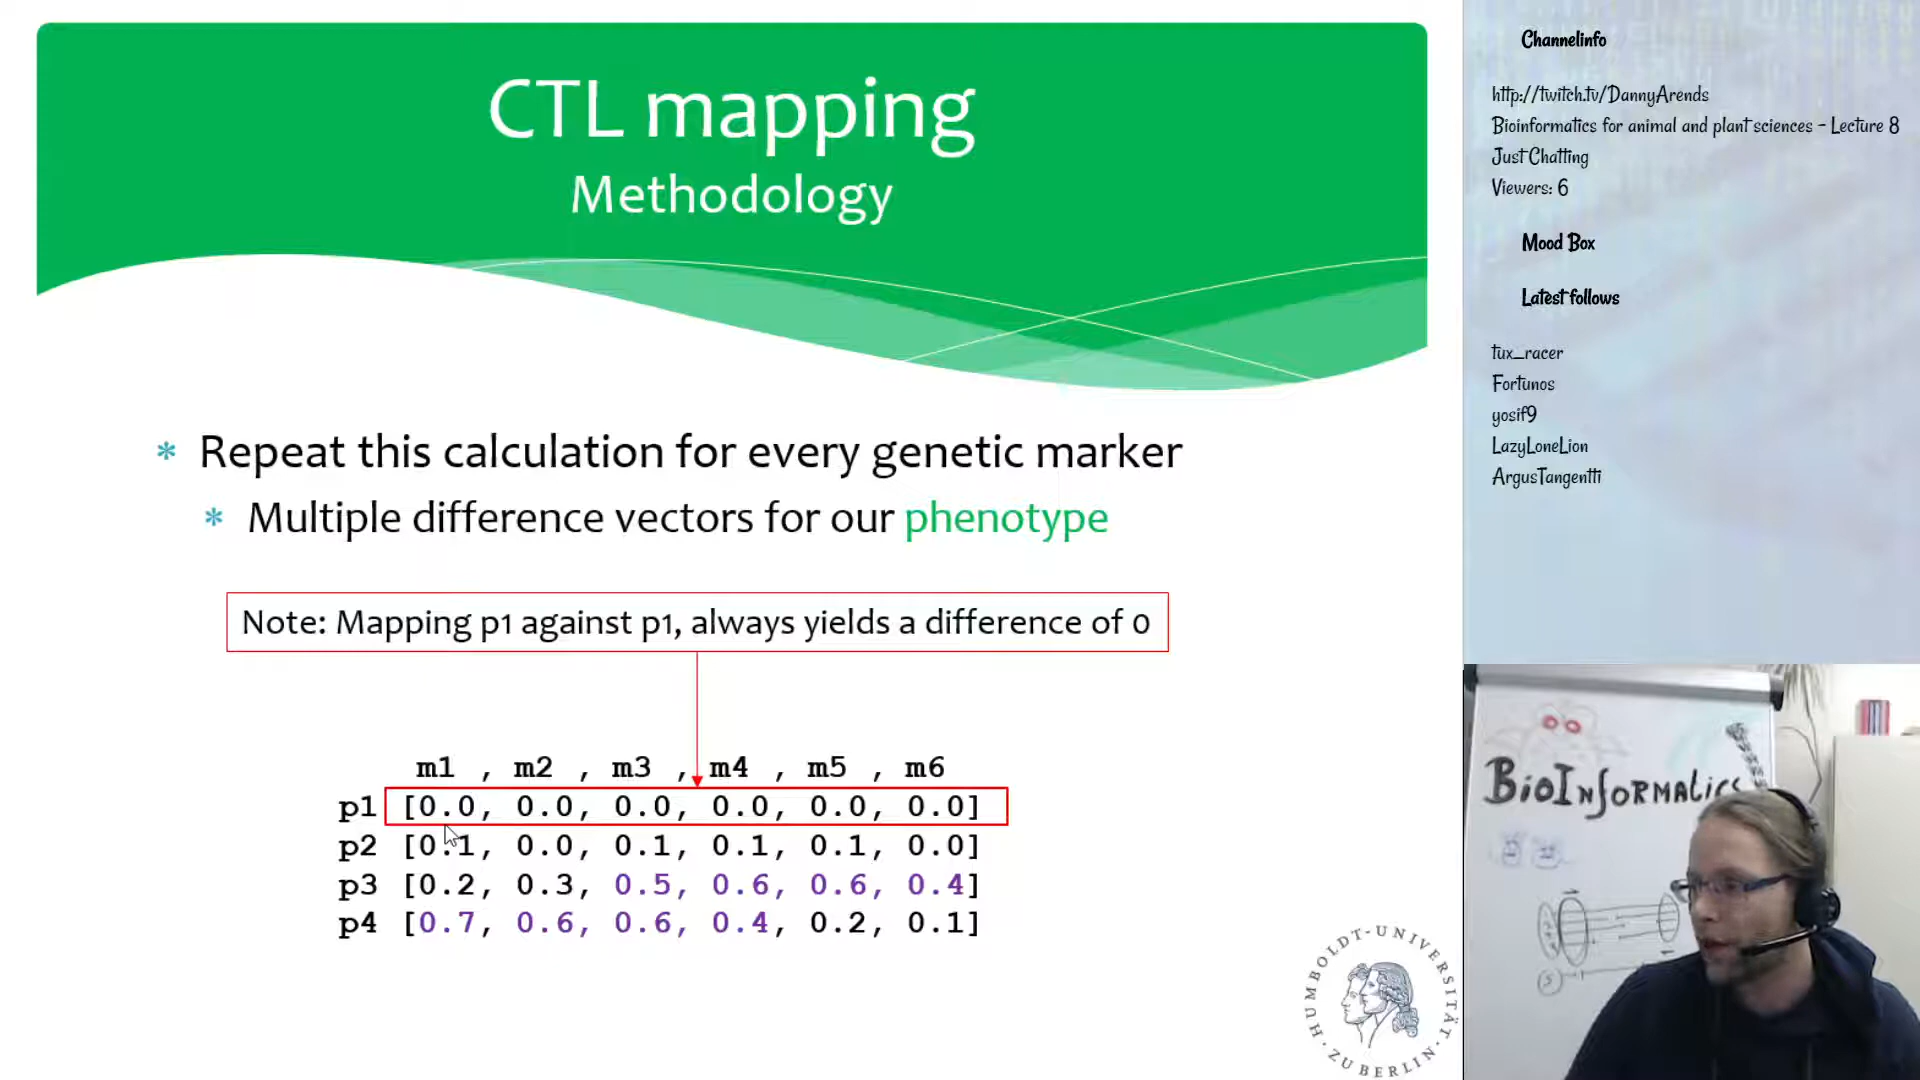 CTL mapping
Methodology
* Repeat this calculation for every genetic marker
* Multiple difference vectors for our phenotype
Note: Mapping p1 against p1, always yields a difference of 0
m1 , m2 , m3 , m4 , m5 , m6
p1 [0.0, 0.0, 0.0, 0.0, 0.0, 0.0]
p2 [0.1, 0.0, 0.1, 0.1, 0.1, 0.0]
p3 [0.2, 0.3, 0.5, 0.6, 0.6, 0.4]
p4 [0.7, 0.6, 0.6, 0.4, 0.2, 0.1]
HUMBOLDT-UNIVERSITÄT
ZU BERLIN
Channelinfo
http://twitch.tv/DannyArends
Bioinformatics for animal and plant sciences - Lecture 8
Just Chatting
Viewers: 6
Mood Box
Latest follows
tux_racer
Fortunos
yosif9
LazyLoneLion
ArgusTangentti
BioInformatics